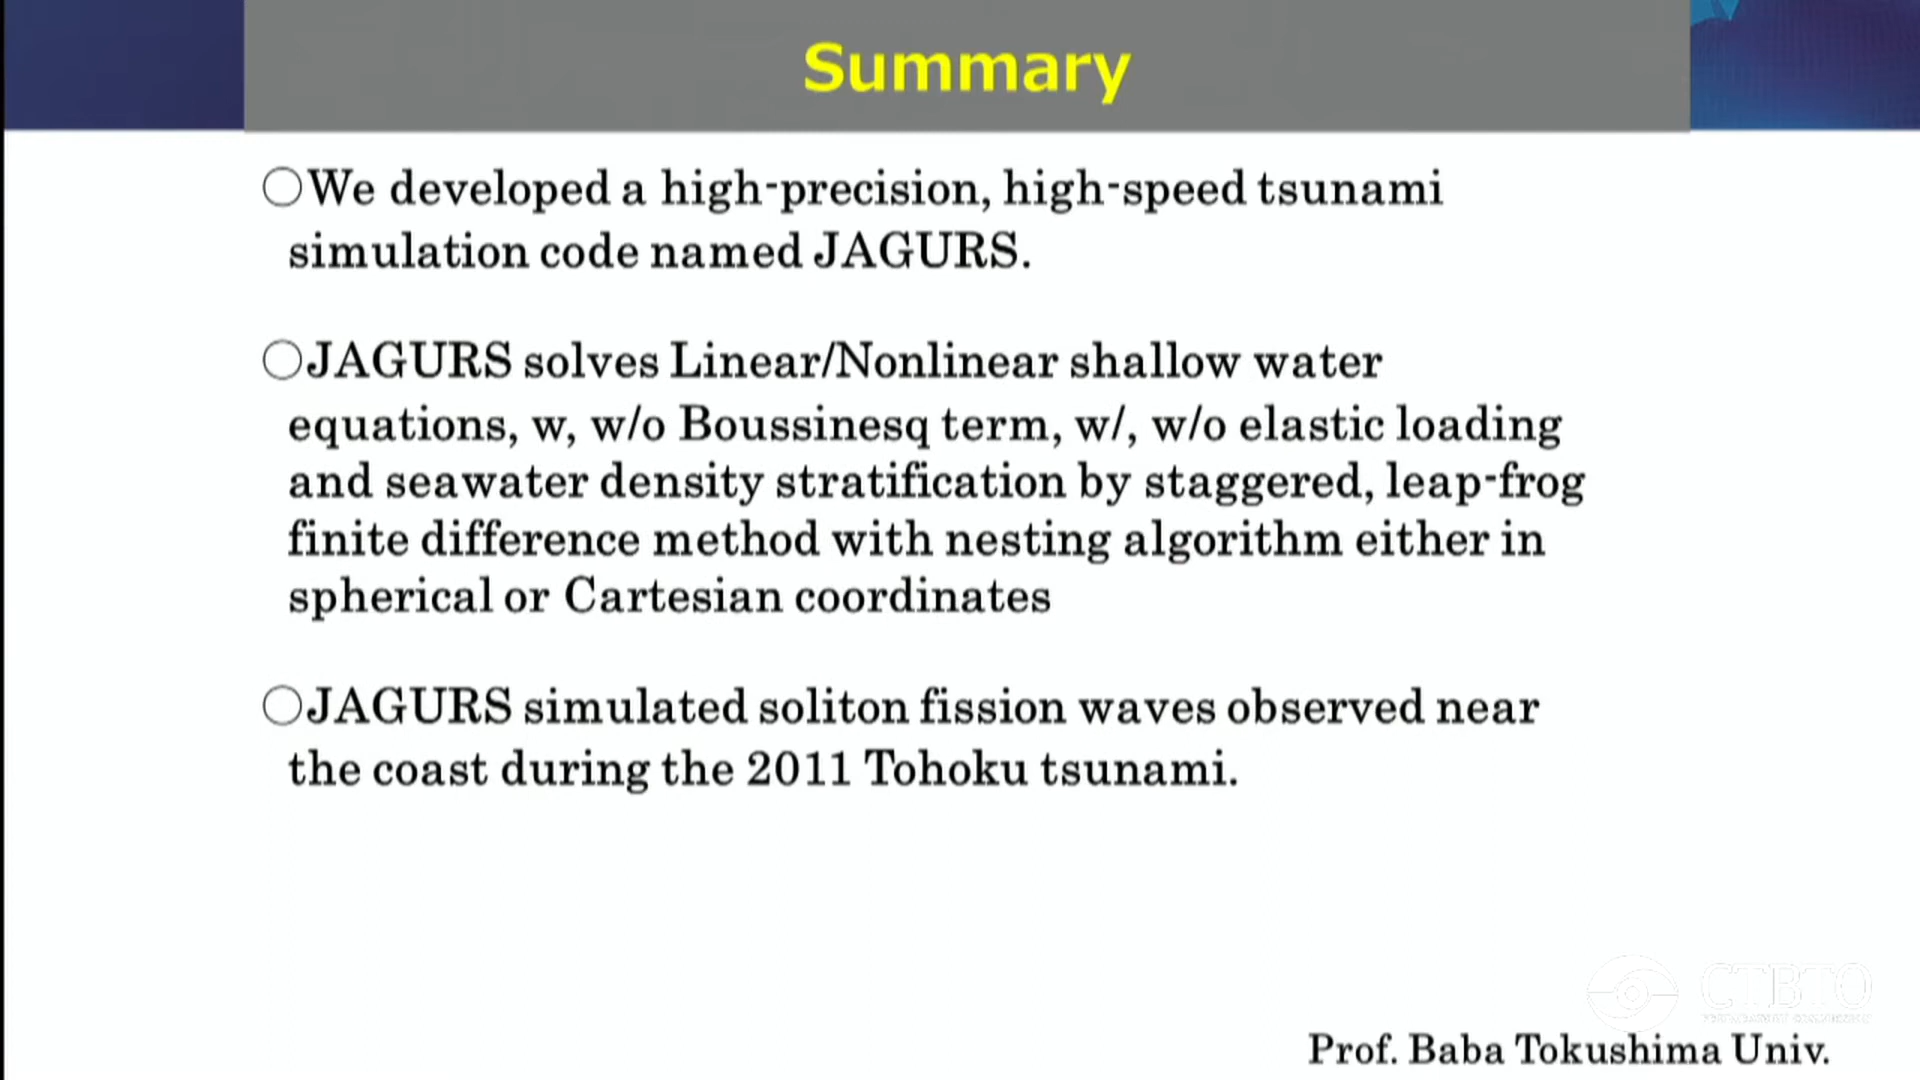 Summary
○We developed a high-precision, high-speed tsunami
simulation code named JAGURS.
○JAGURS solves Linear/Nonlinear shallow water
equations, w, w/o Boussinesq term, w/, w/o elastic loading
and seawater density stratification by staggered, leap-frog
finite difference method with nesting algorithm either in
spherical or Cartesian coordinates
○JAGURS simulated soliton fission waves observed near
the coast during the 2011 Tohoku tsunami.
CTBTO
Prof. Baba Tokushima Univ.